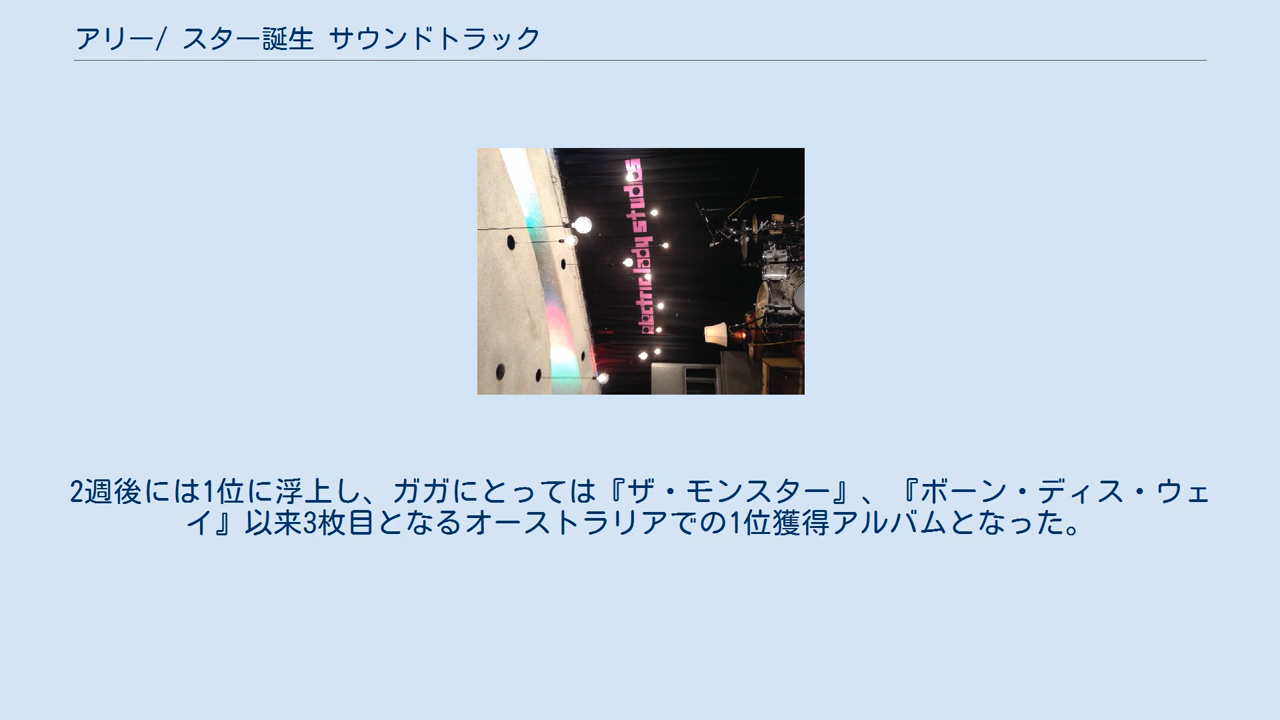 アリー/ スター誕生 サウンドトラック
electric lady studios
2週後には1位に浮上し、ガガにとっては『ザ・モンスター』、『ボーン・ディス・ウェ
イ』以来3枚目となるオーストラリアでの1位獲得アルバムとなった。